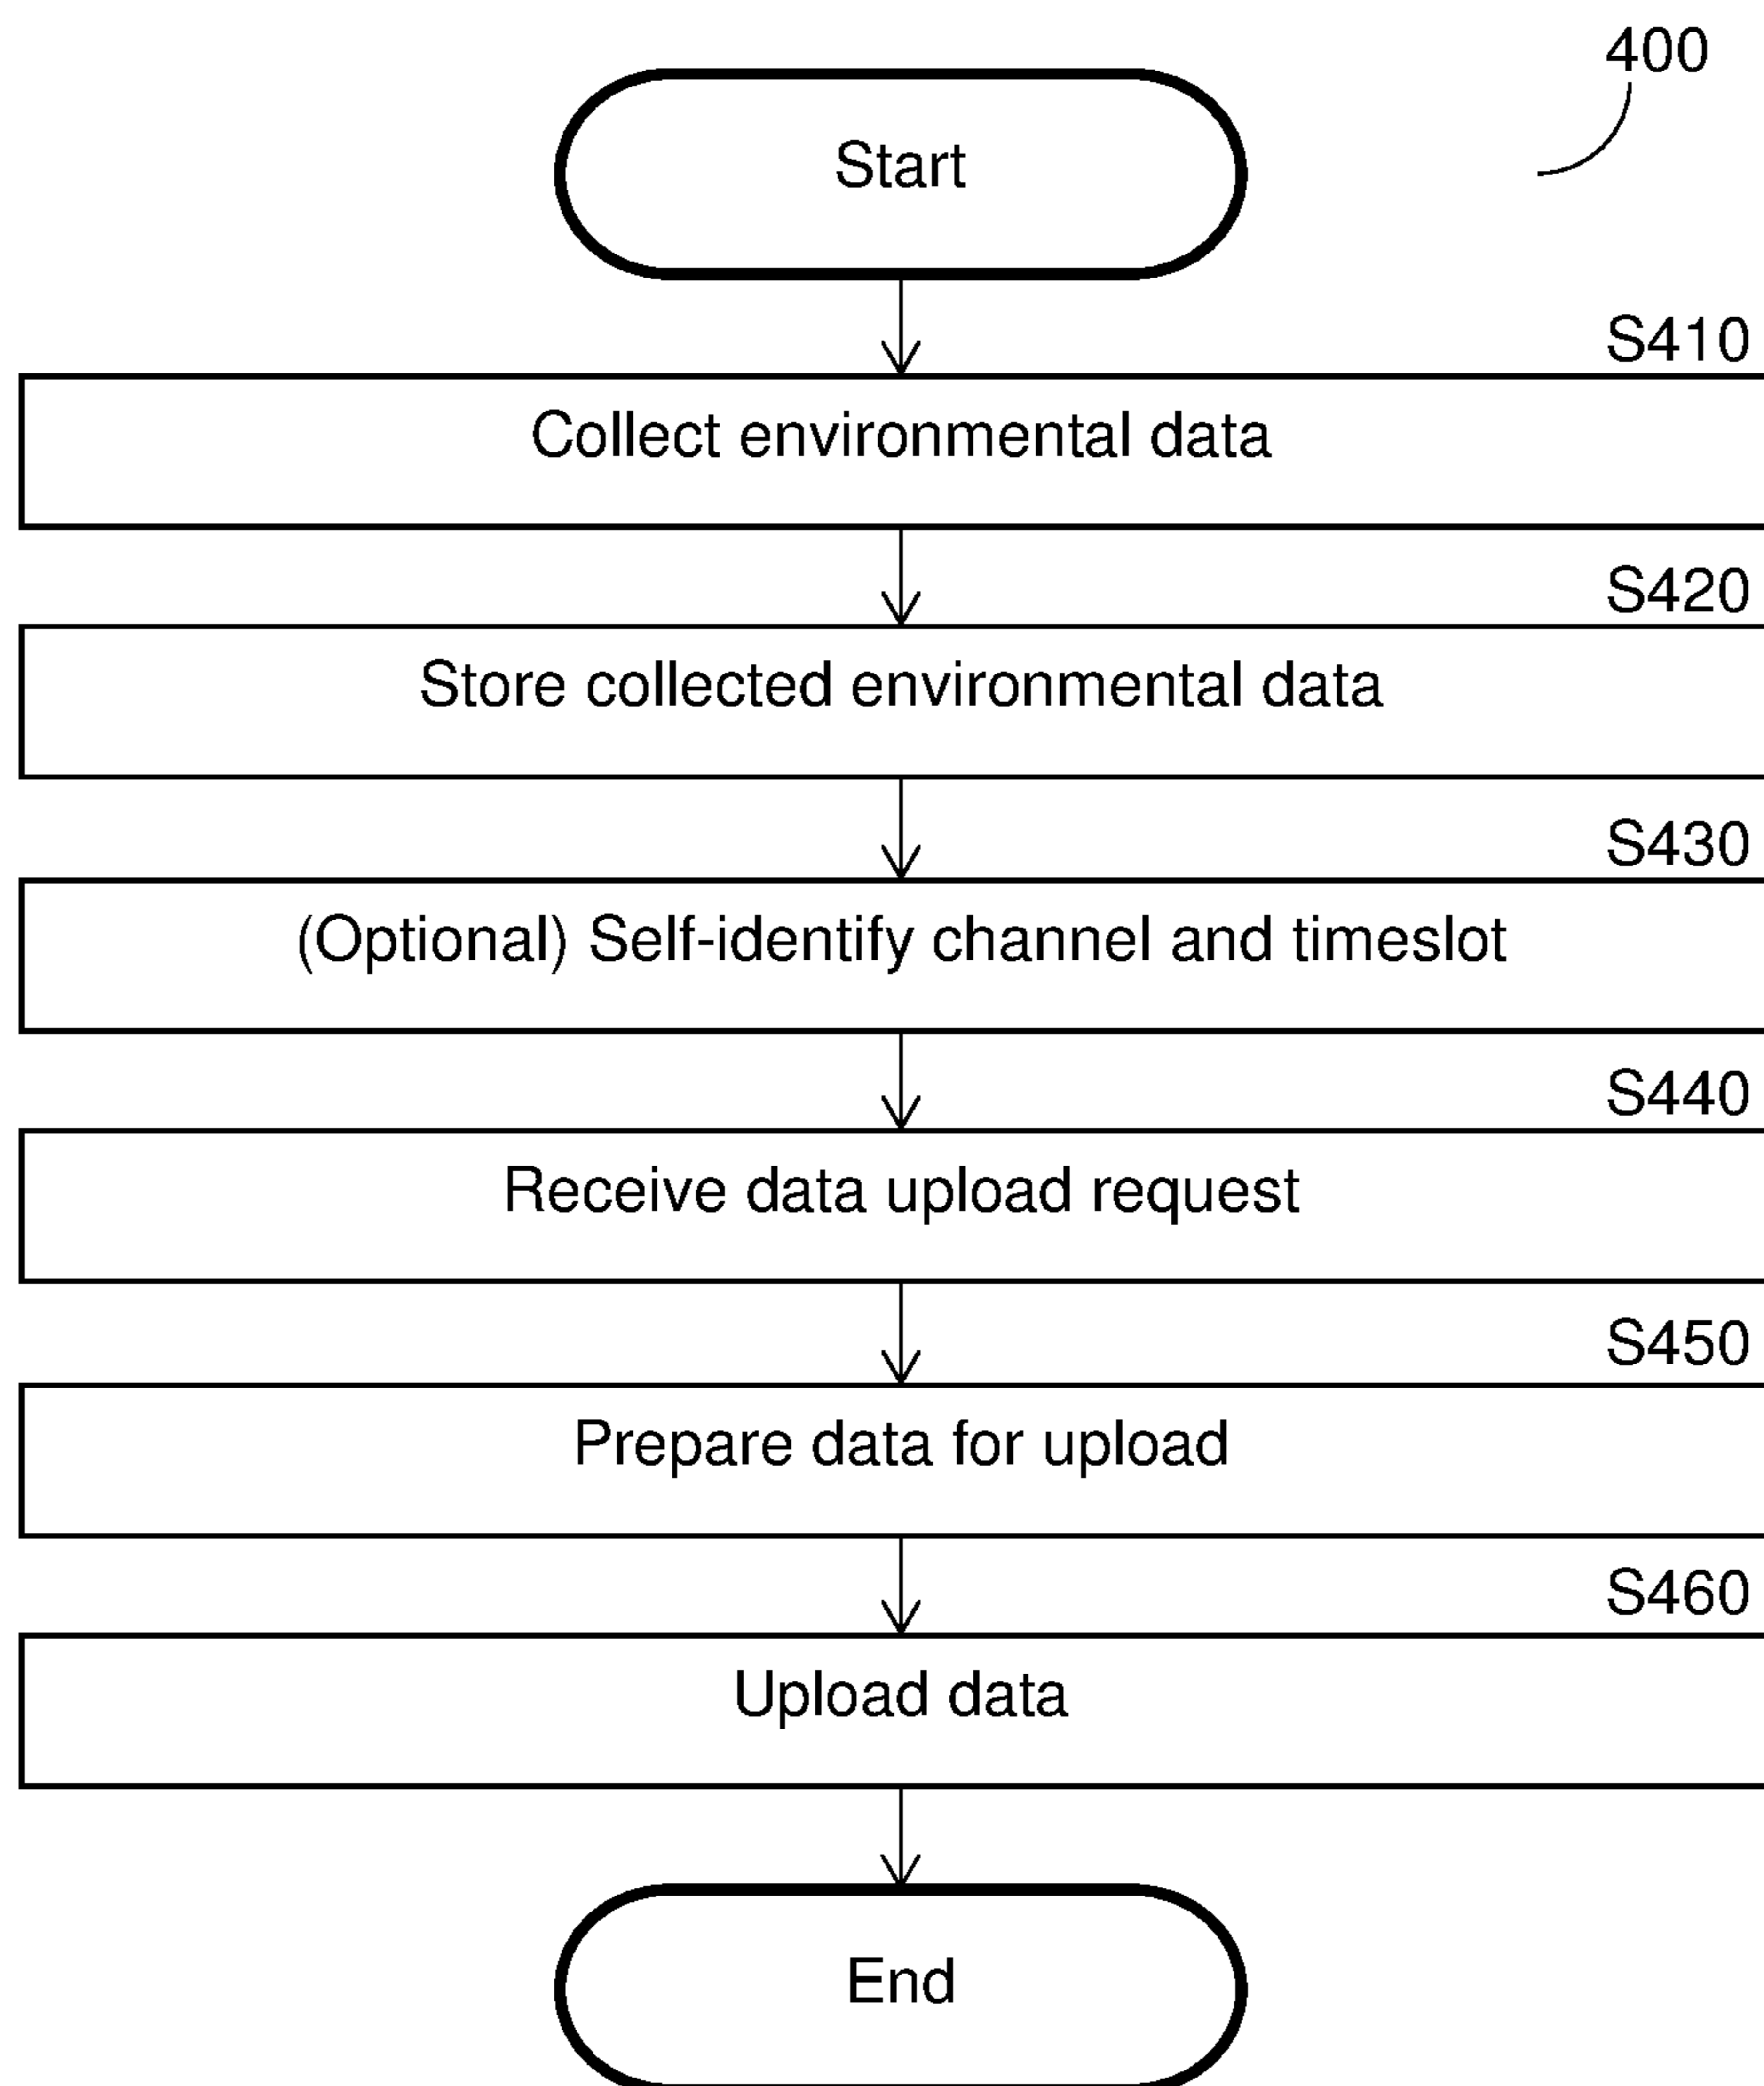 400
Start
S410
Collect environmental data
S420
Store collected environmental data
S430
(Optional) Self-identify channel and timeslot
S440
Receive data upload request
S450
Prepare data for upload
S460
Upload data
End